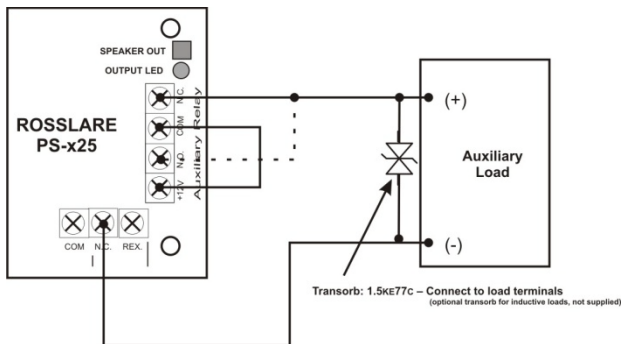 SPEAKER OUT
OUTPUT LED
ROSSLARE
PS-x25
N.C.
COM
N.O.
+12V
Auxiliary Relay
COM
N.C.
REX.
(+)
Auxiliary
Load
(-)
Transorb: 1.5KE77C – Connect to load terminals
(optional transorb for inductive loads, not supplied)